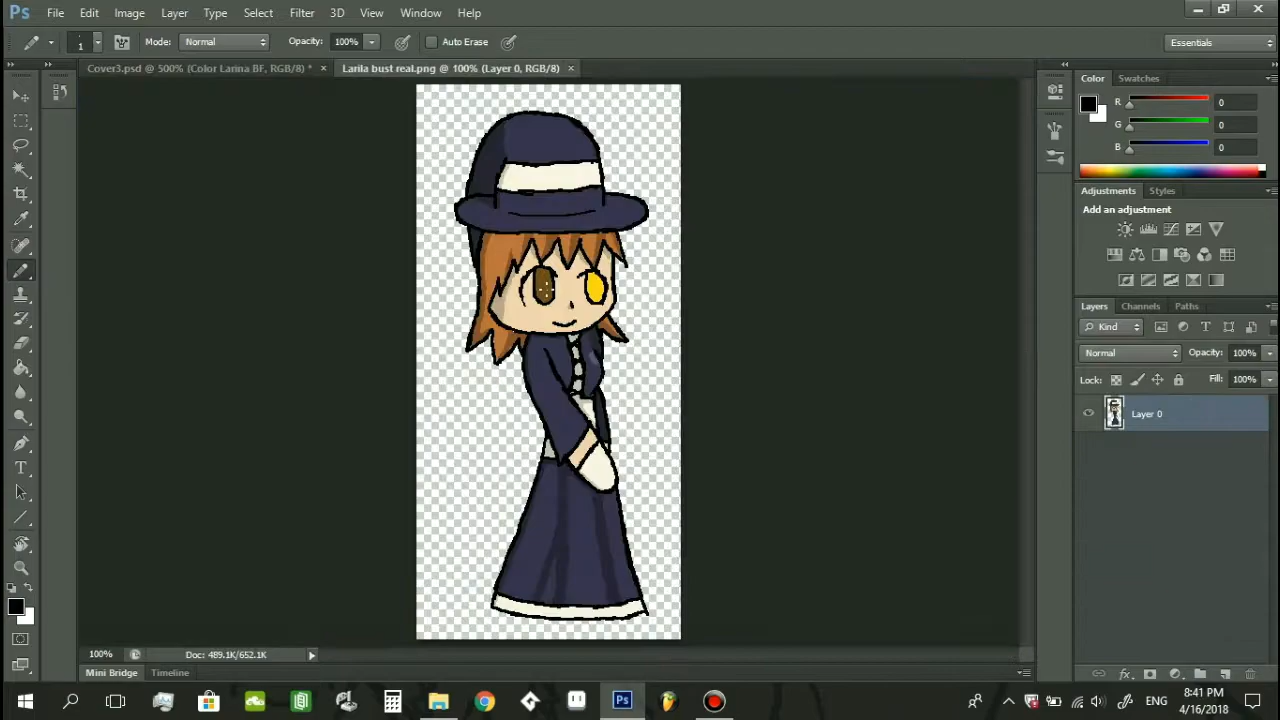 Ps File Edit Image Layer Type Select Filter 3D View Window Help
1 Mode: Normal Opacity: 100% Auto Erase Essentials
Cover3.psd @ 500% (Color Larina BF, RGB/8) * × Larila bust real.png @ 100% (Layer 0, RGB/8) ×
Color Swatches
R 0
G 0
B 0
Adjustments Styles
Add an adjustment
Layers Channels Paths
Kind
Normal Opacity: 100%
Lock: Fill: 100%
Layer 0
100% Doc: 489.1K/652.1K
Mini Bridge Timeline
Ps ENG 8:41 PM
4/16/2018